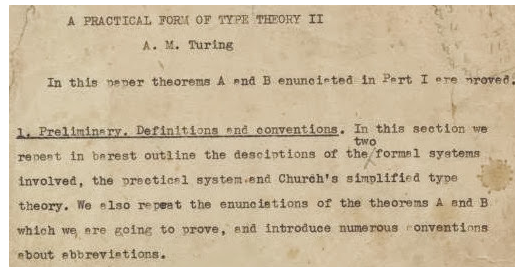 A PRACTICAL FORM OF TYPE THEORY II
A. M. Turing
In this paper theorems A and B enunciated in Part I are proved.
1. Preliminary. Definitions and conventions. In this section we
two
repeat in barest outline the desciptions of the formal systems
involved, the practical system and Church's simplified type
theory. We also repeat the enunciations of the theorems A and B
which we are going to prove, and introduce numerous conventions
about abbreviations.